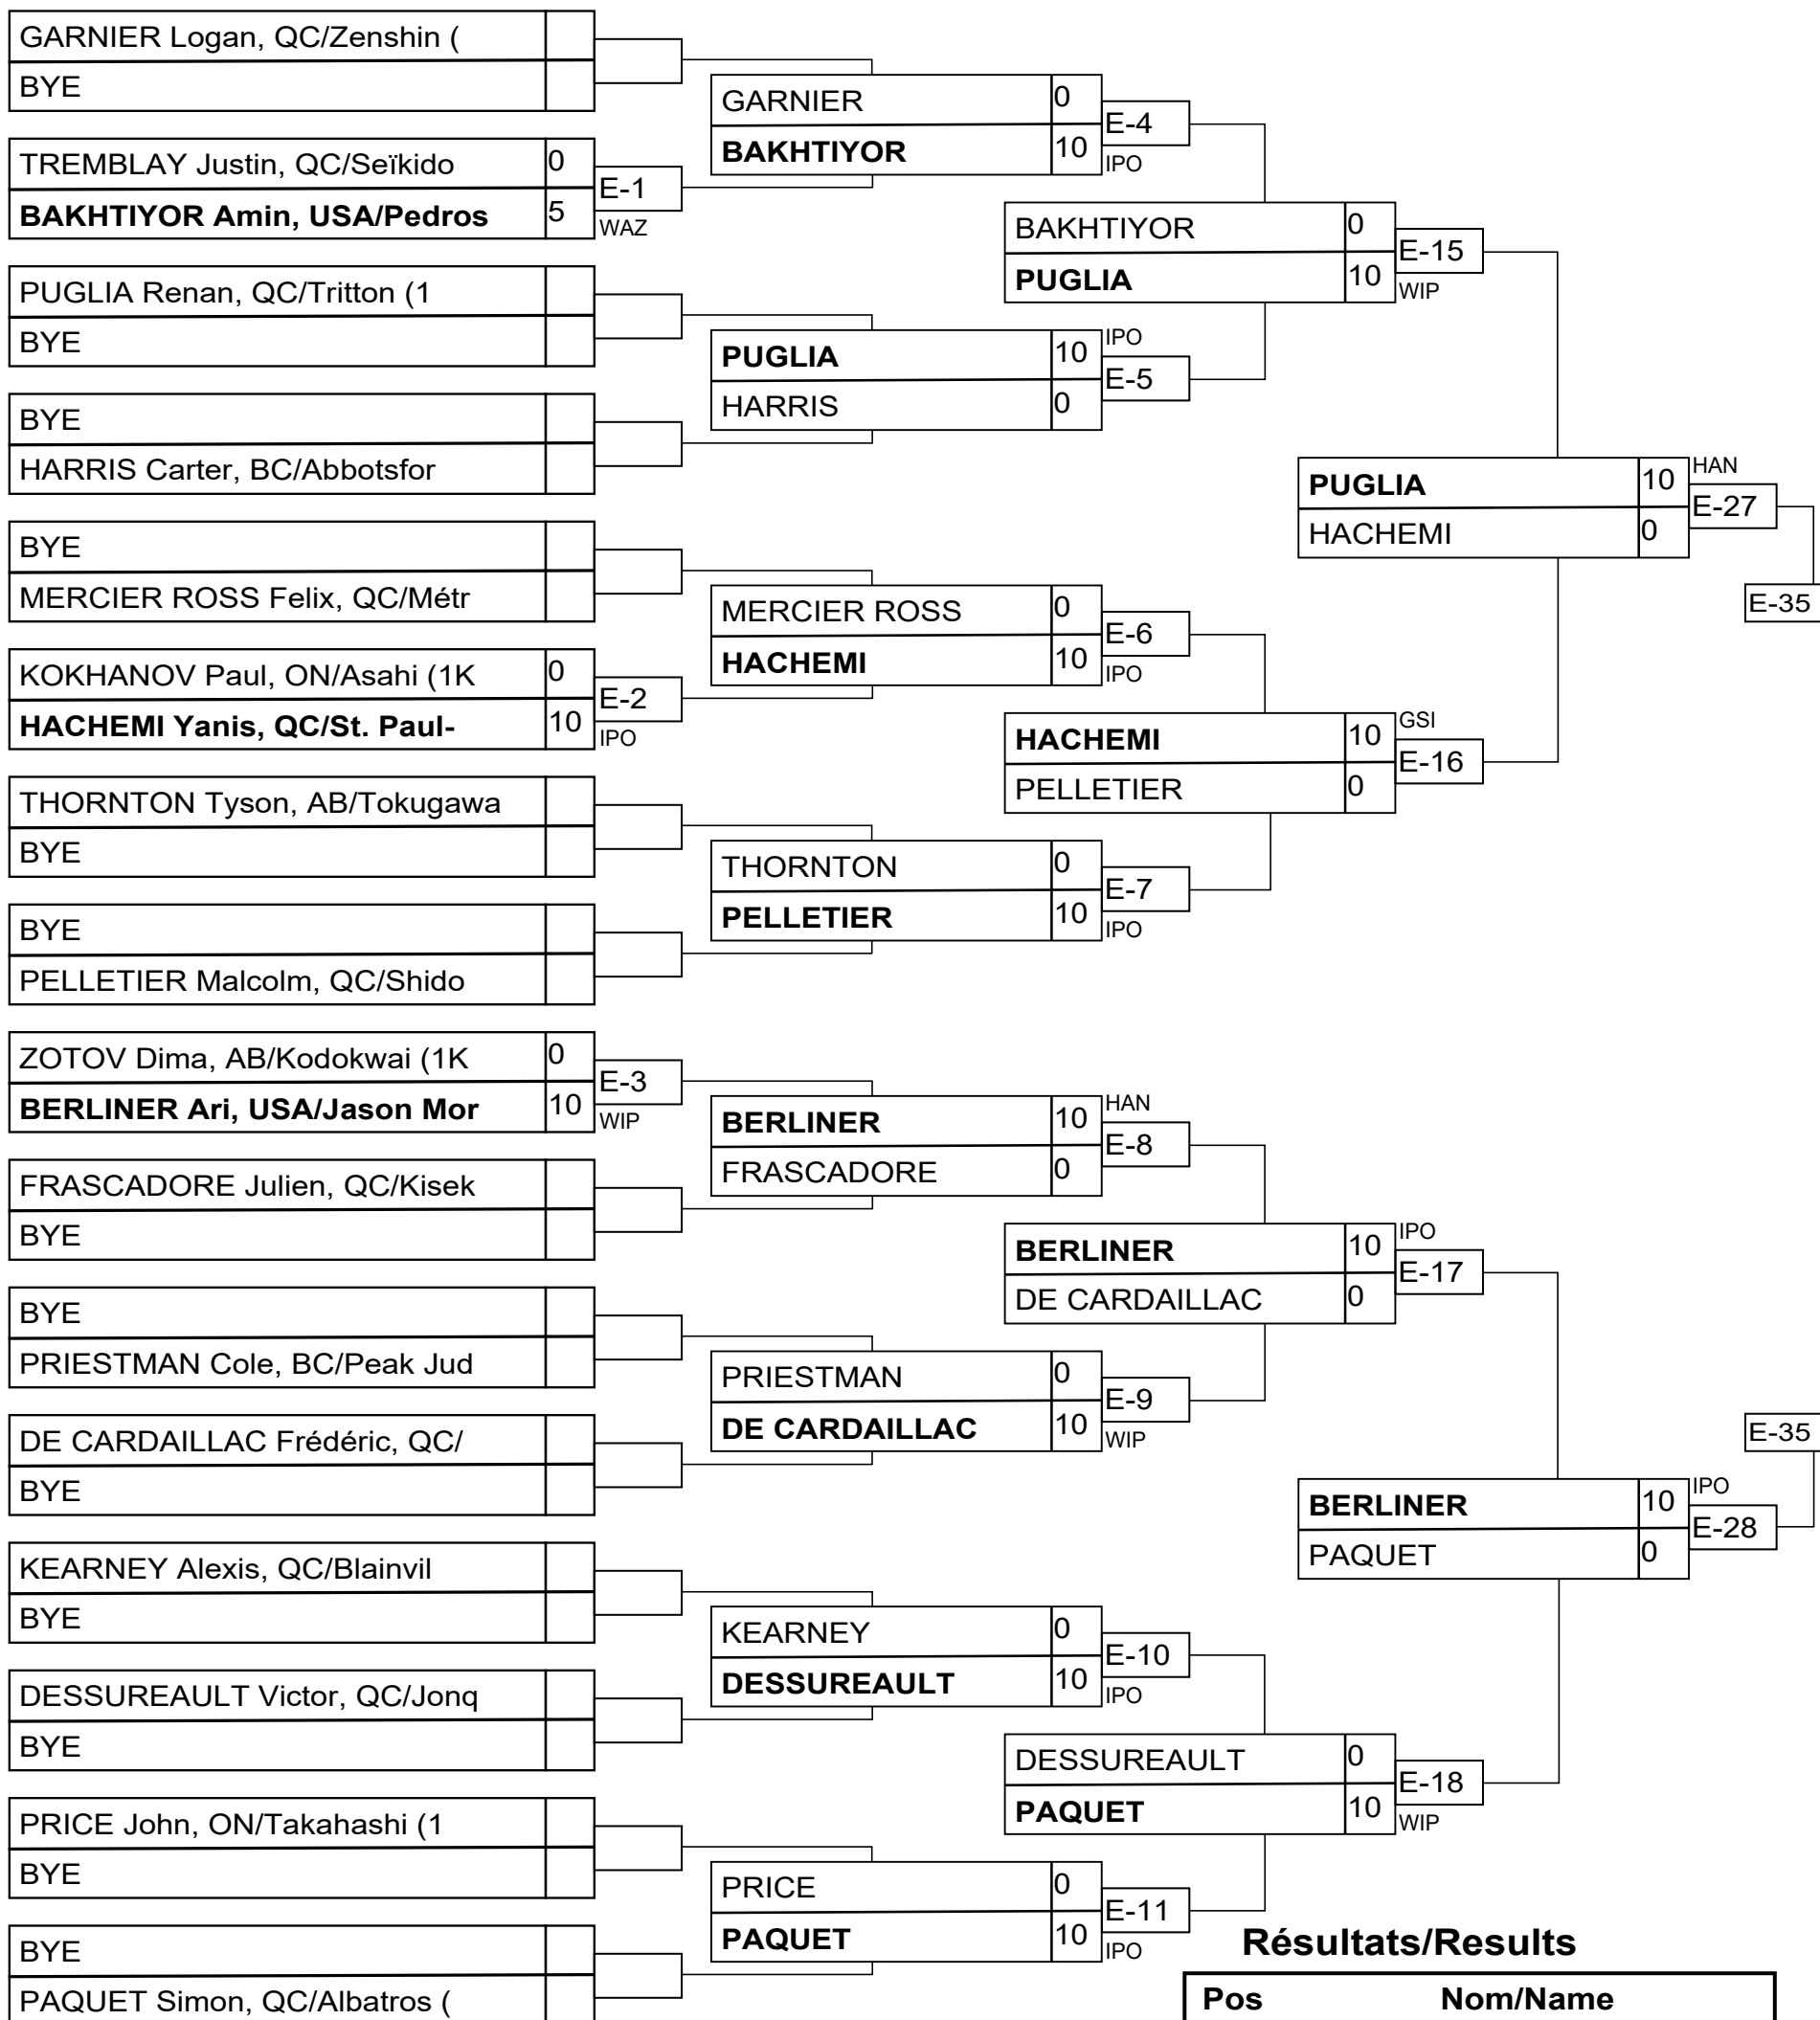 GARNIER Logan, QC/Zenshin (
BYE
TREMBLAY Justin, QC/Seïkido 0
BAKHTIYOR Amin, USA/Pedros 5
E-1
WAZ
PUGLIA Renan, QC/Tritton (1
BYE
BYE
HARRIS Carter, BC/Abbotsfor
BYE
MERCIER ROSS Felix, QC/Métr
KOKHANOV Paul, ON/Asahi (1K 0
HACHEMI Yanis, QC/St. Paul- 10
E-2
IPO
THORNTON Tyson, AB/Tokugawa
BYE
BYE
PELLETIER Malcolm, QC/Shido
ZOTOV Dima, AB/Kodokwai (1K 0
BERLINER Ari, USA/Jason Mor 10
E-3
WIP
FRASCADORE Julien, QC/Kisek
BYE
BYE
PRIESTMAN Cole, BC/Peak Jud
DE CARDAILLAC Frédéric, QC/
BYE
KEARNEY Alexis, QC/Blainvil
BYE
DESSUREAULT Victor, QC/Jonq
BYE
PRICE John, ON/Takahashi (1
BYE
BYE
PAQUET Simon, QC/Albatros (
GARNIER 0
BAKHTIYOR 10
E-4
IPO
PUGLIA 10
HARRIS 0
IPO
E-5
MERCIER ROSS 0
HACHEMI 10
E-6
IPO
THORNTON 0
PELLETIER 10
E-7
IPO
BERLINER 10
FRASCADORE 0
HAN
E-8
PRIESTMAN 0
DE CARDAILLAC 10
E-9
WIP
KEARNEY 0
DESSUREAULT 10
E-10
IPO
PRICE 0
PAQUET 10
E-11
IPO
BAKHTIYOR 0
PUGLIA 10
E-15
WIP
HACHEMI 10
PELLETIER 0
GSI
E-16
BERLINER 10
DE CARDAILLAC 0
IPO
E-17
DESSUREAULT 0
PAQUET 10
E-18
WIP
PUGLIA 10
HACHEMI 0
HAN
E-27
E-35
E-35
BERLINER 10
PAQUET 0
IPO
E-28
Résultats/Results
Pos Nom/Name